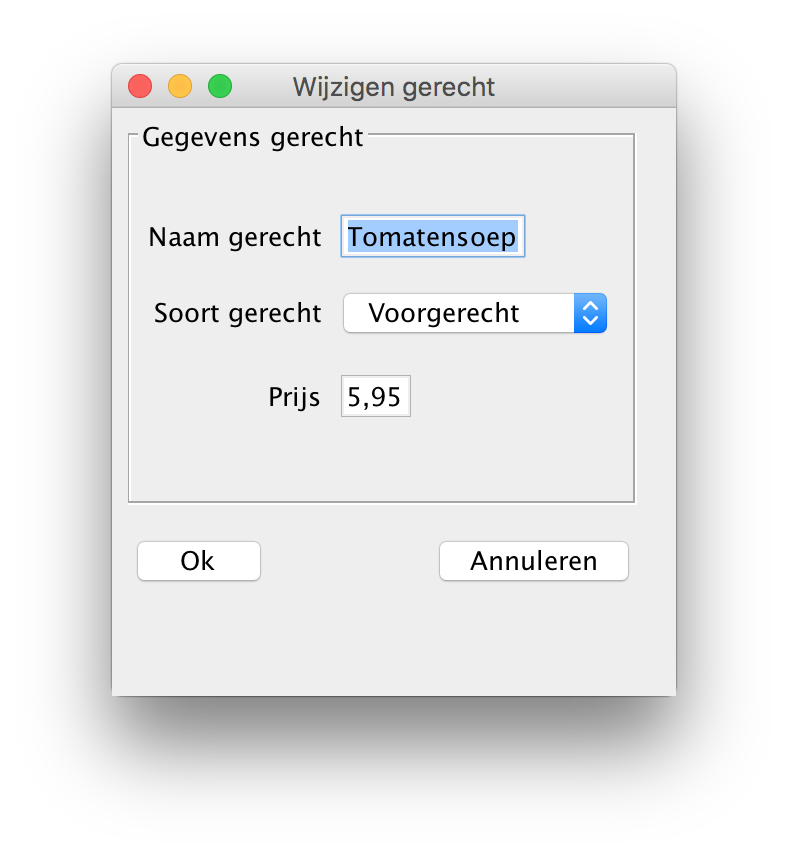 Wijzigen gerecht
Gegevens gerecht
Naam gerecht Tomatensoep
Soort gerecht Voorgerecht
Prijs 5,95
Ok Annuleren